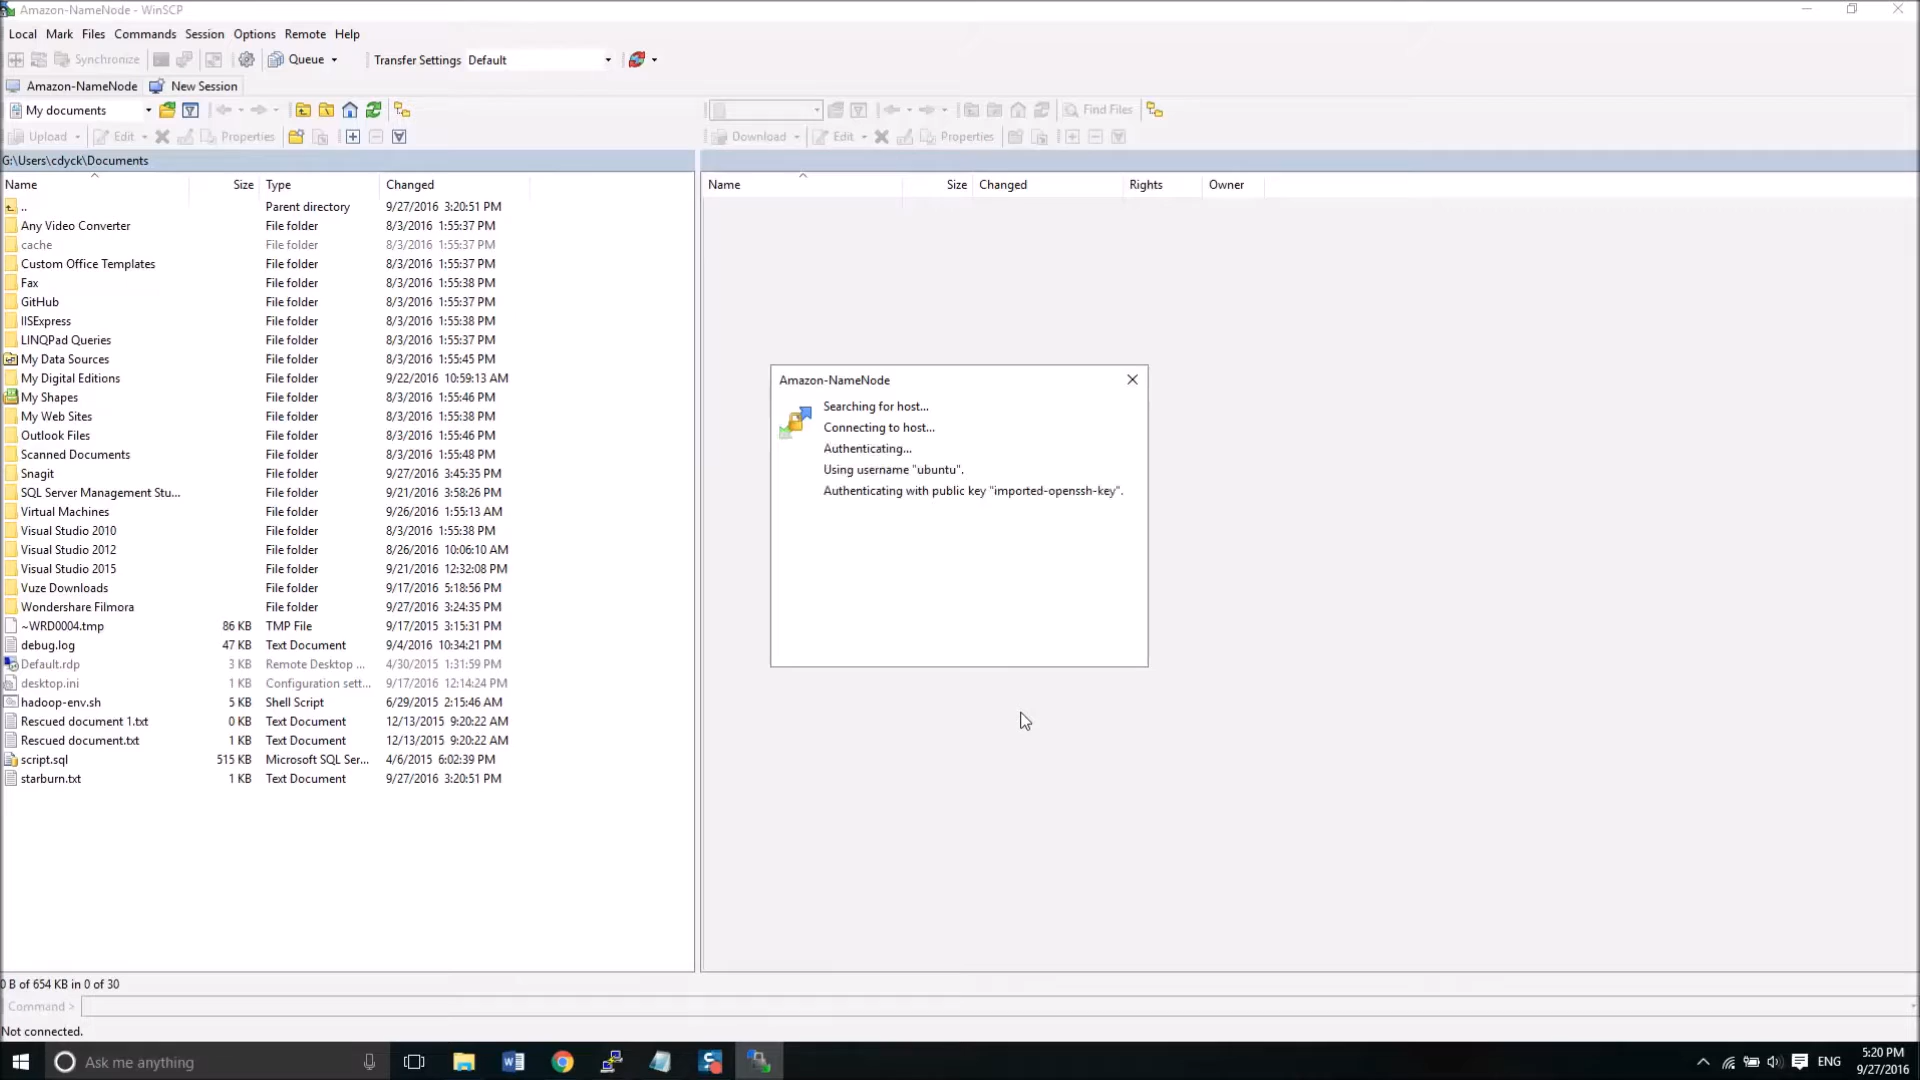 Amazon-NameNode - WinSCP
Local Mark Files Commands Session Options Remote Help
Synchronize Queue Transfer Settings Default
Amazon-NameNode New Session
My documents Find Files
Upload Edit Properties Download Edit Properties
G:\Users\cdyck\Documents
Name Size Type Changed Name Size Changed Rights Owner
.. Parent directory 9/27/2016 3:20:51 PM
Any Video Converter File folder 8/3/2016 1:55:37 PM
cache File folder 8/3/2016 1:55:37 PM
Custom Office Templates File folder 8/3/2016 1:55:37 PM
Fax File folder 8/3/2016 1:55:38 PM
GitHub File folder 8/3/2016 1:55:37 PM
IISExpress File folder 8/3/2016 1:55:38 PM
LINQPad Queries File folder 8/3/2016 1:55:37 PM
My Data Sources File folder 8/3/2016 1:55:45 PM
My Digital Editions File folder 9/22/2016 10:59:13 AM
My Shapes File folder 8/3/2016 1:55:46 PM
My Web Sites File folder 8/3/2016 1:55:38 PM
Outlook Files File folder 8/3/2016 1:55:46 PM
Scanned Documents File folder 8/3/2016 1:55:48 PM
Snagit File folder 9/27/2016 3:45:35 PM
SQL Server Management Stu... File folder 9/21/2016 3:58:26 PM
Virtual Machines File folder 9/26/2016 1:55:13 AM
Visual Studio 2010 File folder 8/3/2016 1:55:38 PM
Visual Studio 2012 File folder 8/26/2016 10:06:10 AM
Visual Studio 2015 File folder 9/21/2016 12:32:08 PM
Vuze Downloads File folder 9/17/2016 5:18:56 PM
Wondershare Filmora File folder 9/27/2016 3:24:35 PM
~WRD0004.tmp 86 KB TMP File 9/17/2015 3:15:31 PM
debug.log 47 KB Text Document 9/4/2016 10:34:21 PM
Default.rdp 3 KB Remote Desktop ... 4/30/2015 1:31:59 PM
desktop.ini 1 KB Configuration sett... 9/17/2016 12:14:24 PM
hadoop-env.sh 5 KB Shell Script 6/29/2015 2:15:46 AM
Rescued document 1.txt 0 KB Text Document 12/13/2015 9:20:22 AM
Rescued document.txt 1 KB Text Document 12/13/2015 9:20:22 AM
script.sql 515 KB Microsoft SQL Ser... 4/6/2015 6:02:39 PM
starburn.txt 1 KB Text Document 9/27/2016 3:20:51 PM
Amazon-NameNode
Searching for host...
Connecting to host...
Authenticating...
Using username "ubuntu".
Authenticating with public key "imported-openssh-key".
0 B of 654 KB in 0 of 30
Command >
Not connected.
Ask me anything
ENG
5:20 PM
9/27/2016